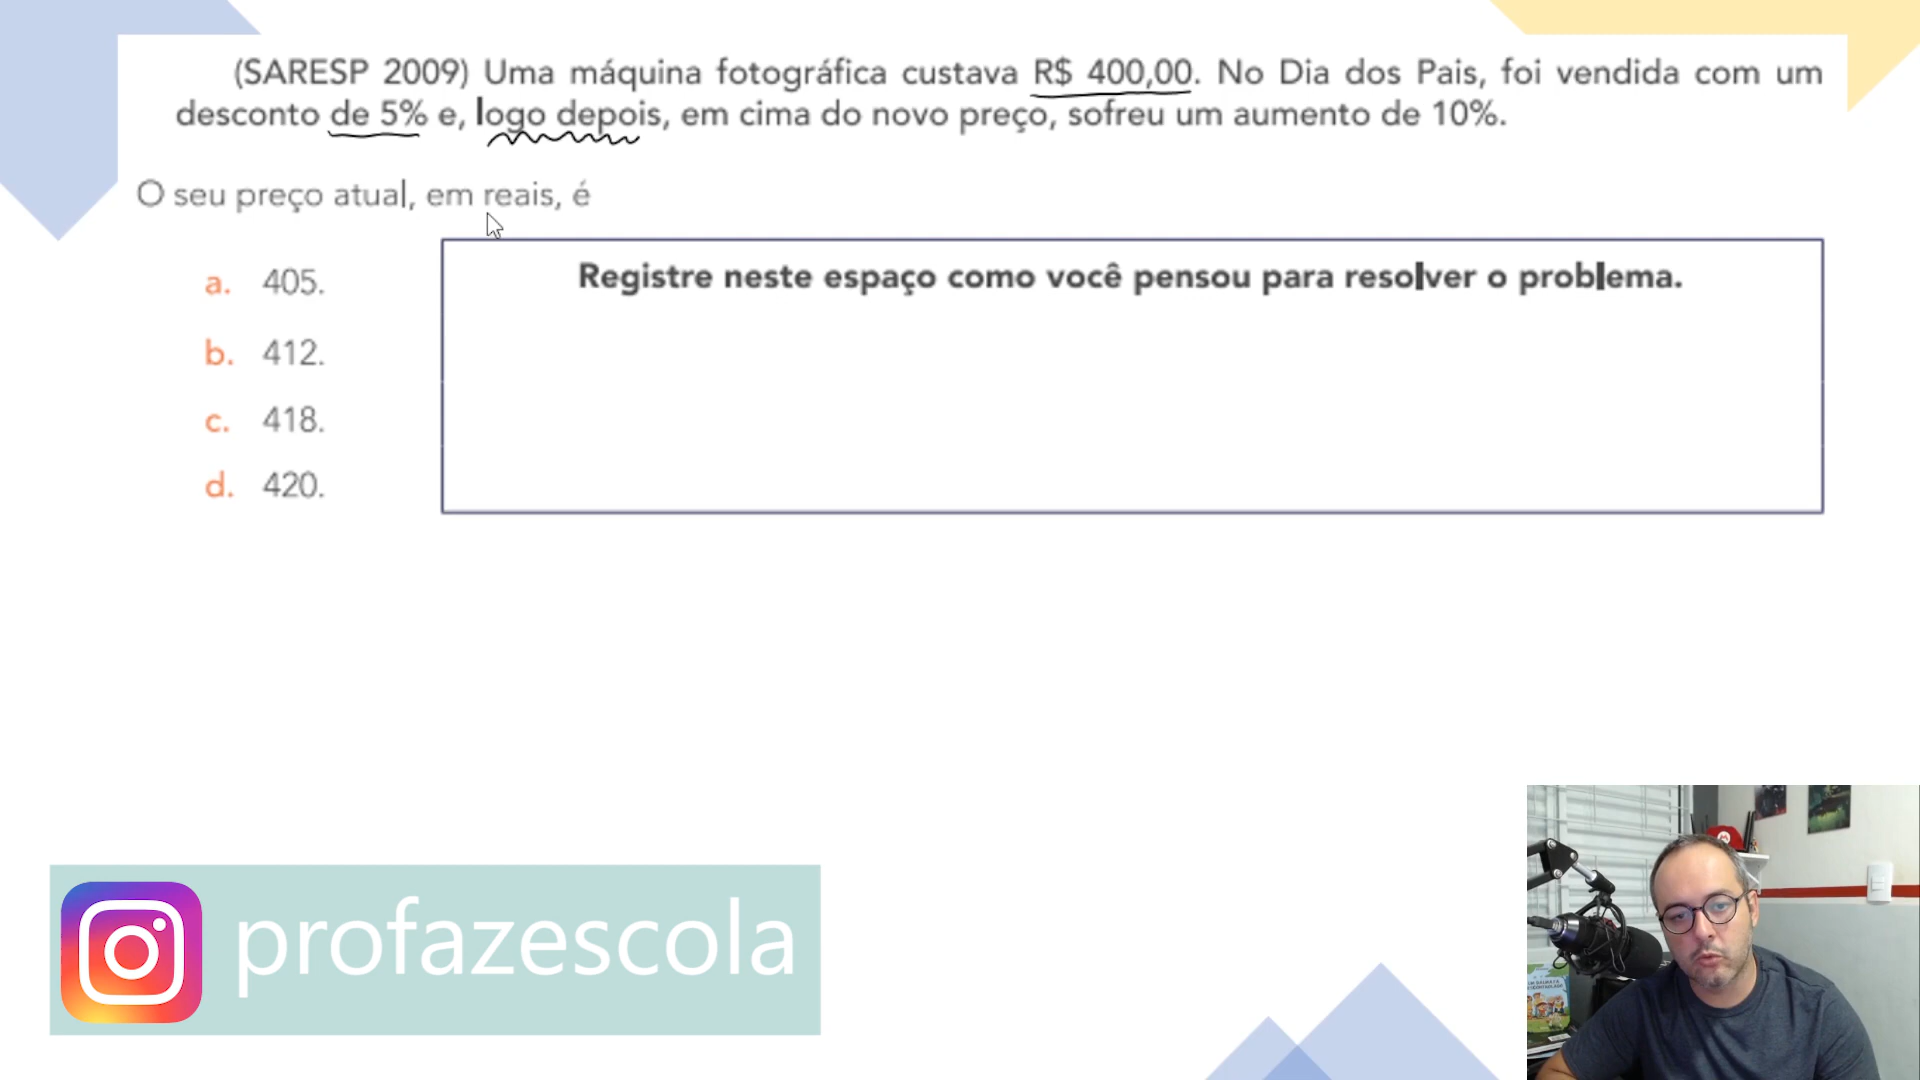 (SARESP 2009) Uma máquina fotográfica custava R$ 400,00. No Dia dos Pais, foi vendida com um
desconto de 5% e, logo depois, em cima do novo preço, sofreu um aumento de 10%.
O seu preço atual, em reais, é
a. 405.
b. 412.
c. 418.
d. 420.
Registre neste espaço como você pensou para resolver o problema.
profazescola